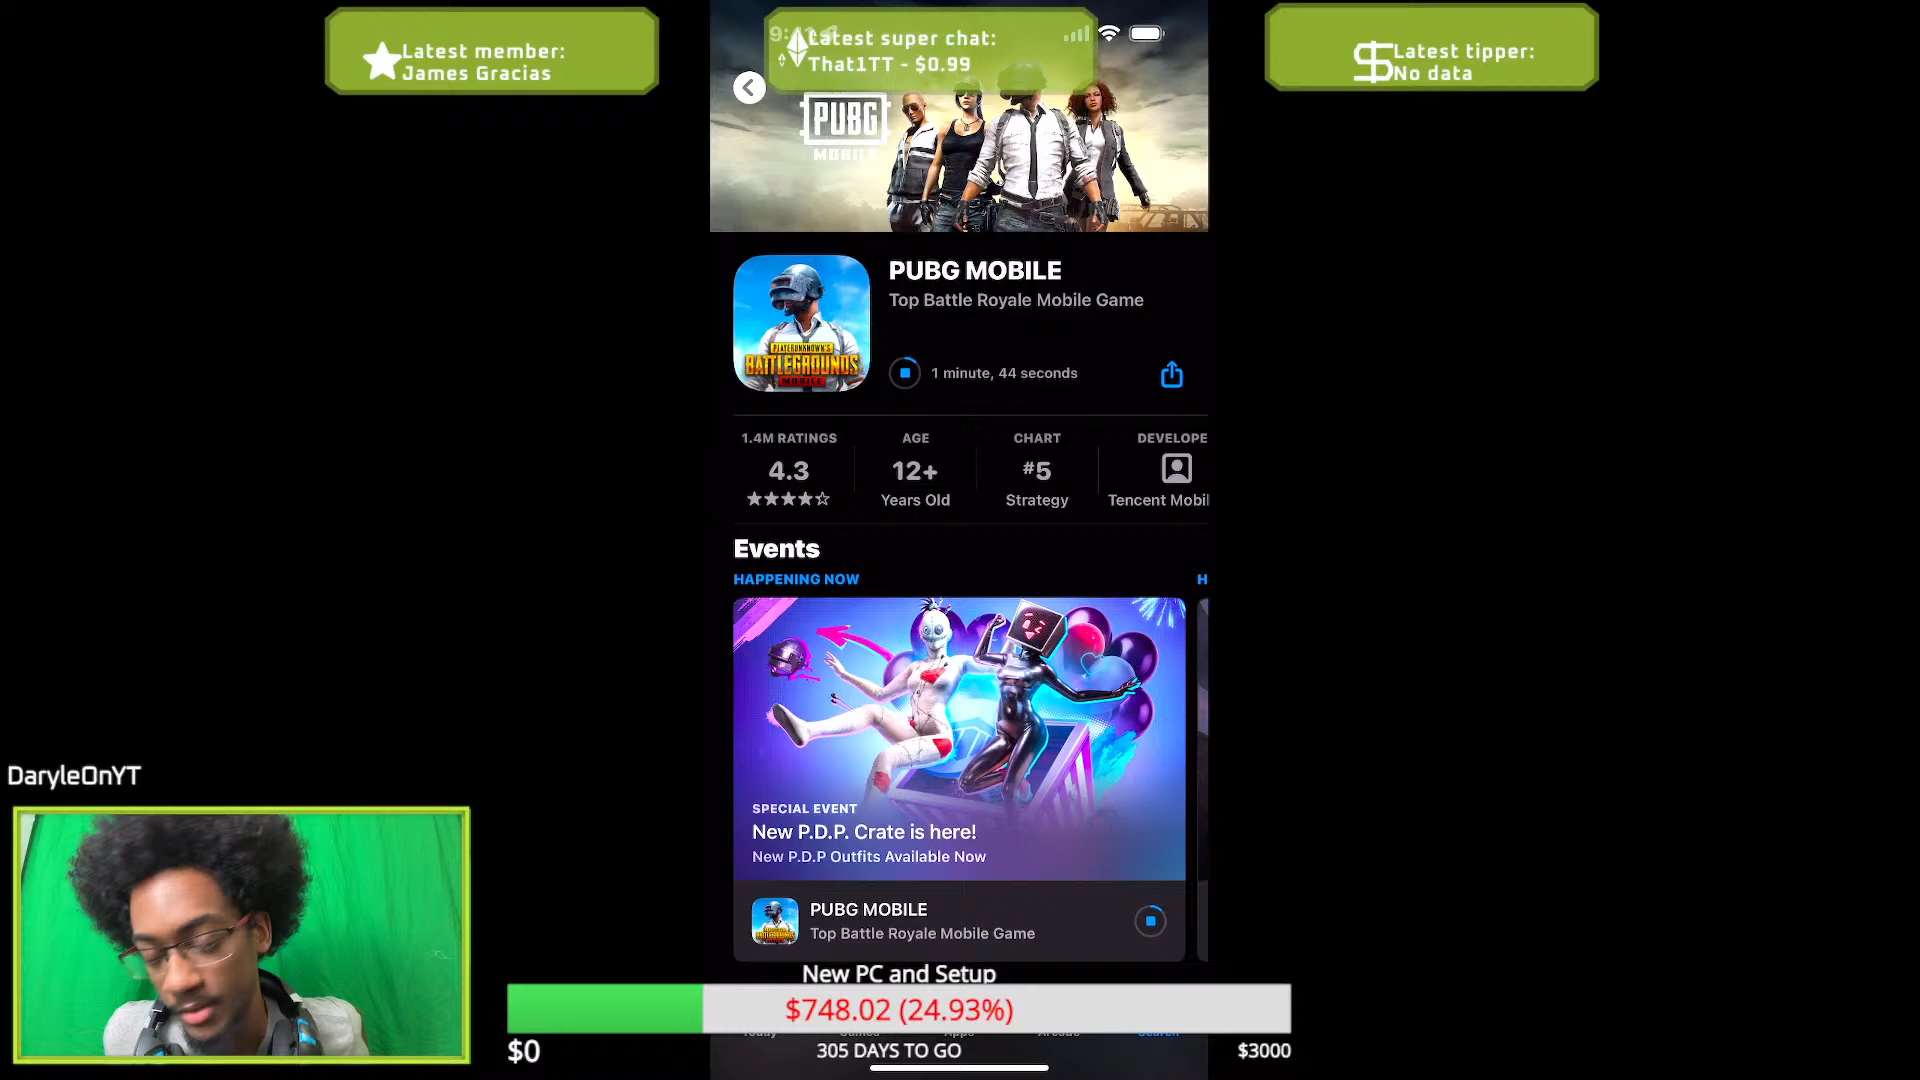 Latest member:
James Gracias
Latest super chat:
That1TT - $0.99
Latest tipper:
No data
PUBG
MOBILE
PUBG MOBILE
Top Battle Royale Mobile Game
1 minute, 44 seconds
PLAYERUNKNOWN'S
BATTLEGROUNDS
MOBILE
1.4M RATINGS
4.3
AGE
12+
Years Old
CHART
#5
Strategy
DEVELOPE
Tencent Mobil
Events
HAPPENING NOW
H
SPECIAL EVENT
New P.D.P. Crate is here!
New P.D.P Outfits Available Now
PUBG MOBILE
Top Battle Royale Mobile Game
DaryleOnYT
New PC and Setup
$748.02 (24.93%)
$0
305 DAYS TO GO
$3000